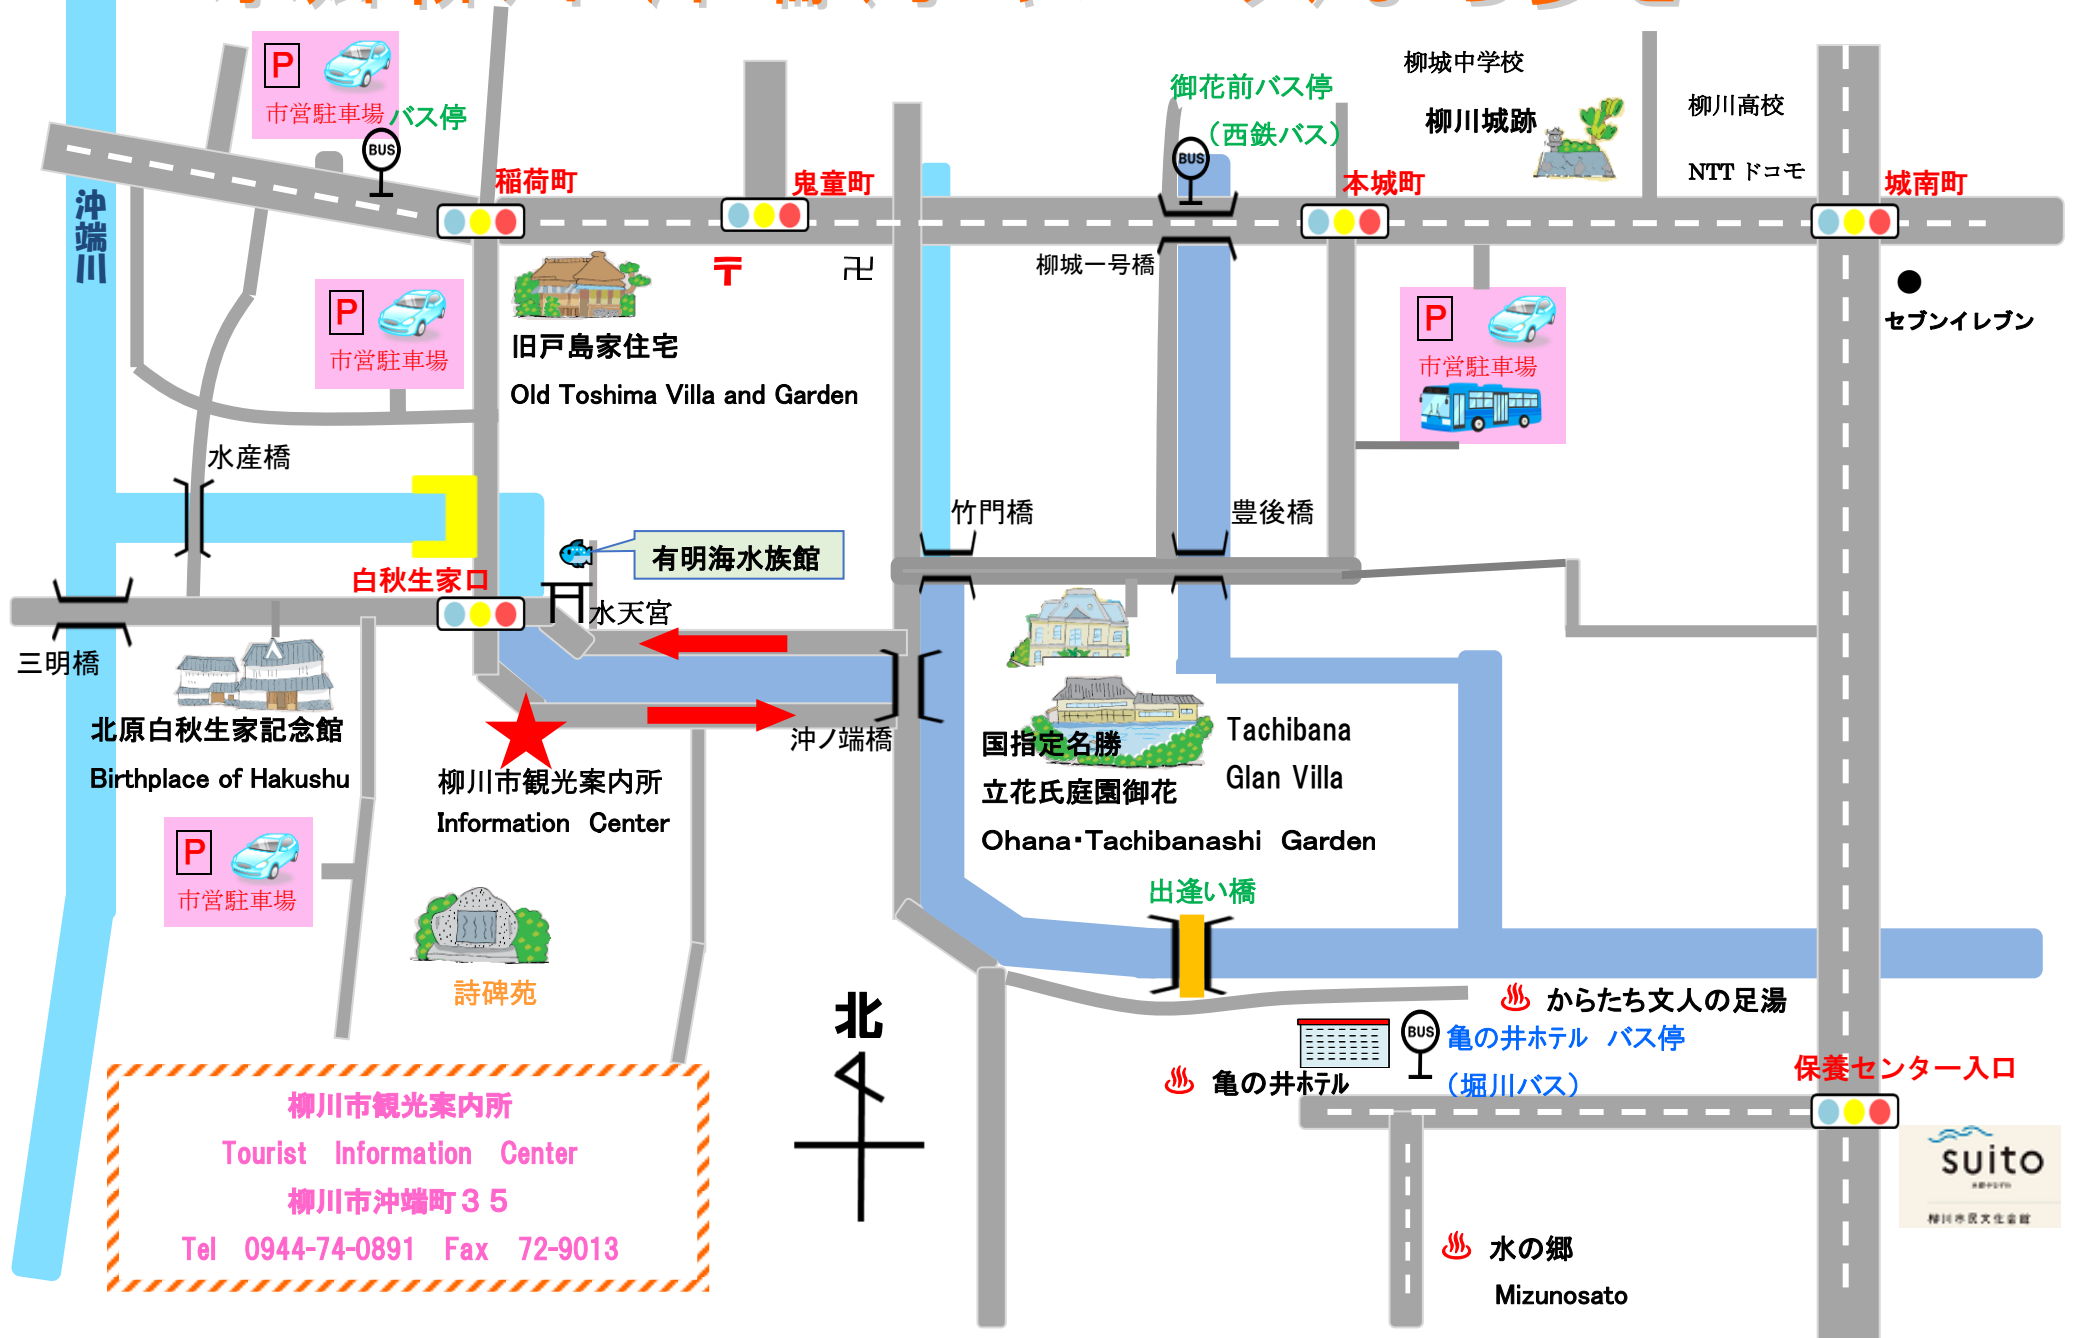 P
市営駐車場
バス停
BUS
御花前バス停
（西鉄バス）
BUS
柳城中学校
柳川城跡
柳川高校
NTT ドコモ
稲荷町
鬼童町
本城町
城南町
沖端川
〒
卍
柳城一号橋
P
市営駐車場
旧戸島家住宅
Old Toshima Villa and Garden
P
市営駐車場
セブンイレブン
水産橋
竹門橋
豊後橋
有明海水族館
白秋生家口
水天宮
三明橋
北原白秋生家記念館
Birthplace of Hakushu
沖ノ端橋
柳川市観光案内所
Information Center
国指定名勝
立花氏庭園御花
Ohana・Tachibanashi Garden
Tachibana
Glan Villa
P
市営駐車場
詩碑苑
出逢い橋
北
からたち文人の足湯
BUS
亀の井ホテル バス停
（堀川バス）
亀の井ホテル
保養センター入口
suito
柳川市民文化会館
水の郷
Mizunosato
柳川市観光案内所
Tourist Information Center
柳川市沖端町３５
Tel 0944-74-0891 Fax 72-9013